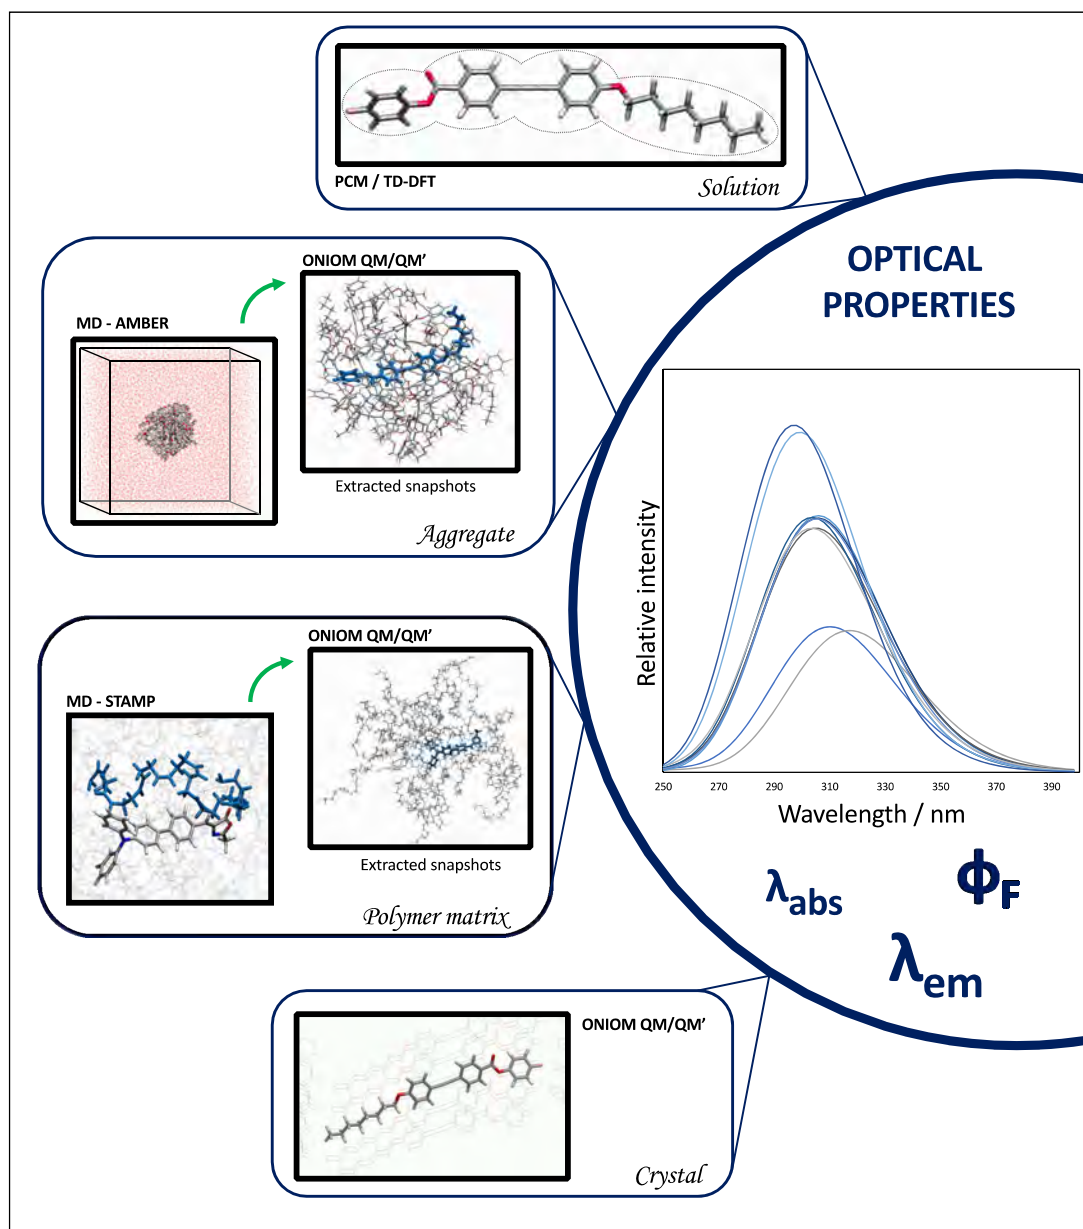 PCM / TD-DFT
Solution
OPTICAL
PROPERTIES
ONIOM QM/QM’
MD - AMBER
Extracted snapshots
Aggregate
ONIOM QM/QM’
MD - STAMP
Extracted snapshots
Polymer matrix
Relative intensity
250 270 290 310 330 350 370 390
Wavelength / nm
λabs
ϕF
λem
ONIOM QM/QM’
Crystal